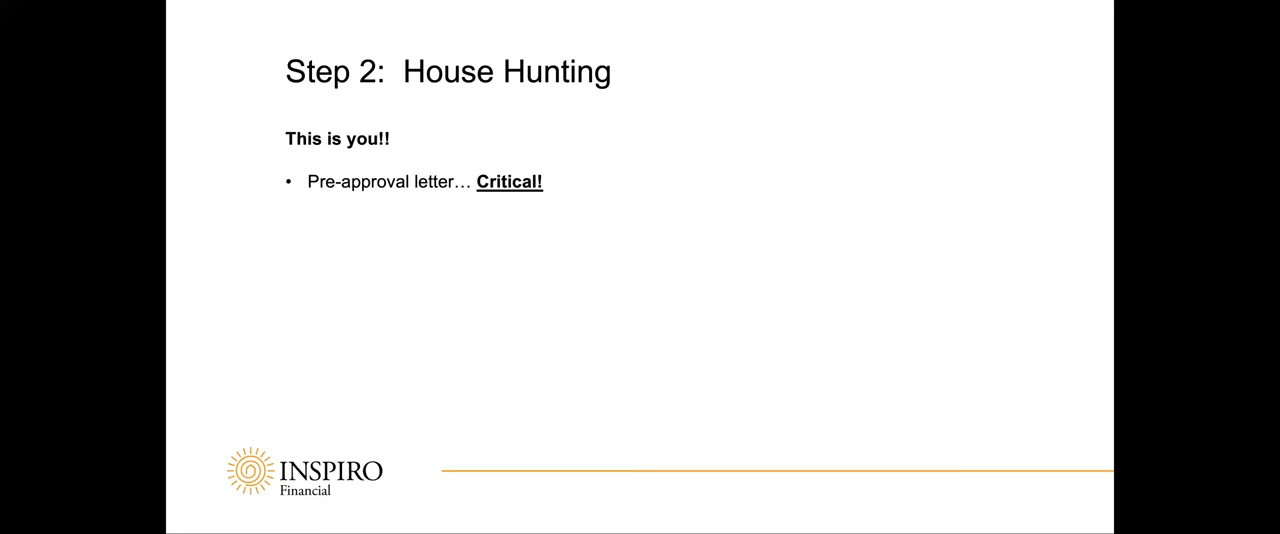 Step 2:  House Hunting
This is you!!
• Pre-approval letter… Critical!
INSPIRO
Financial